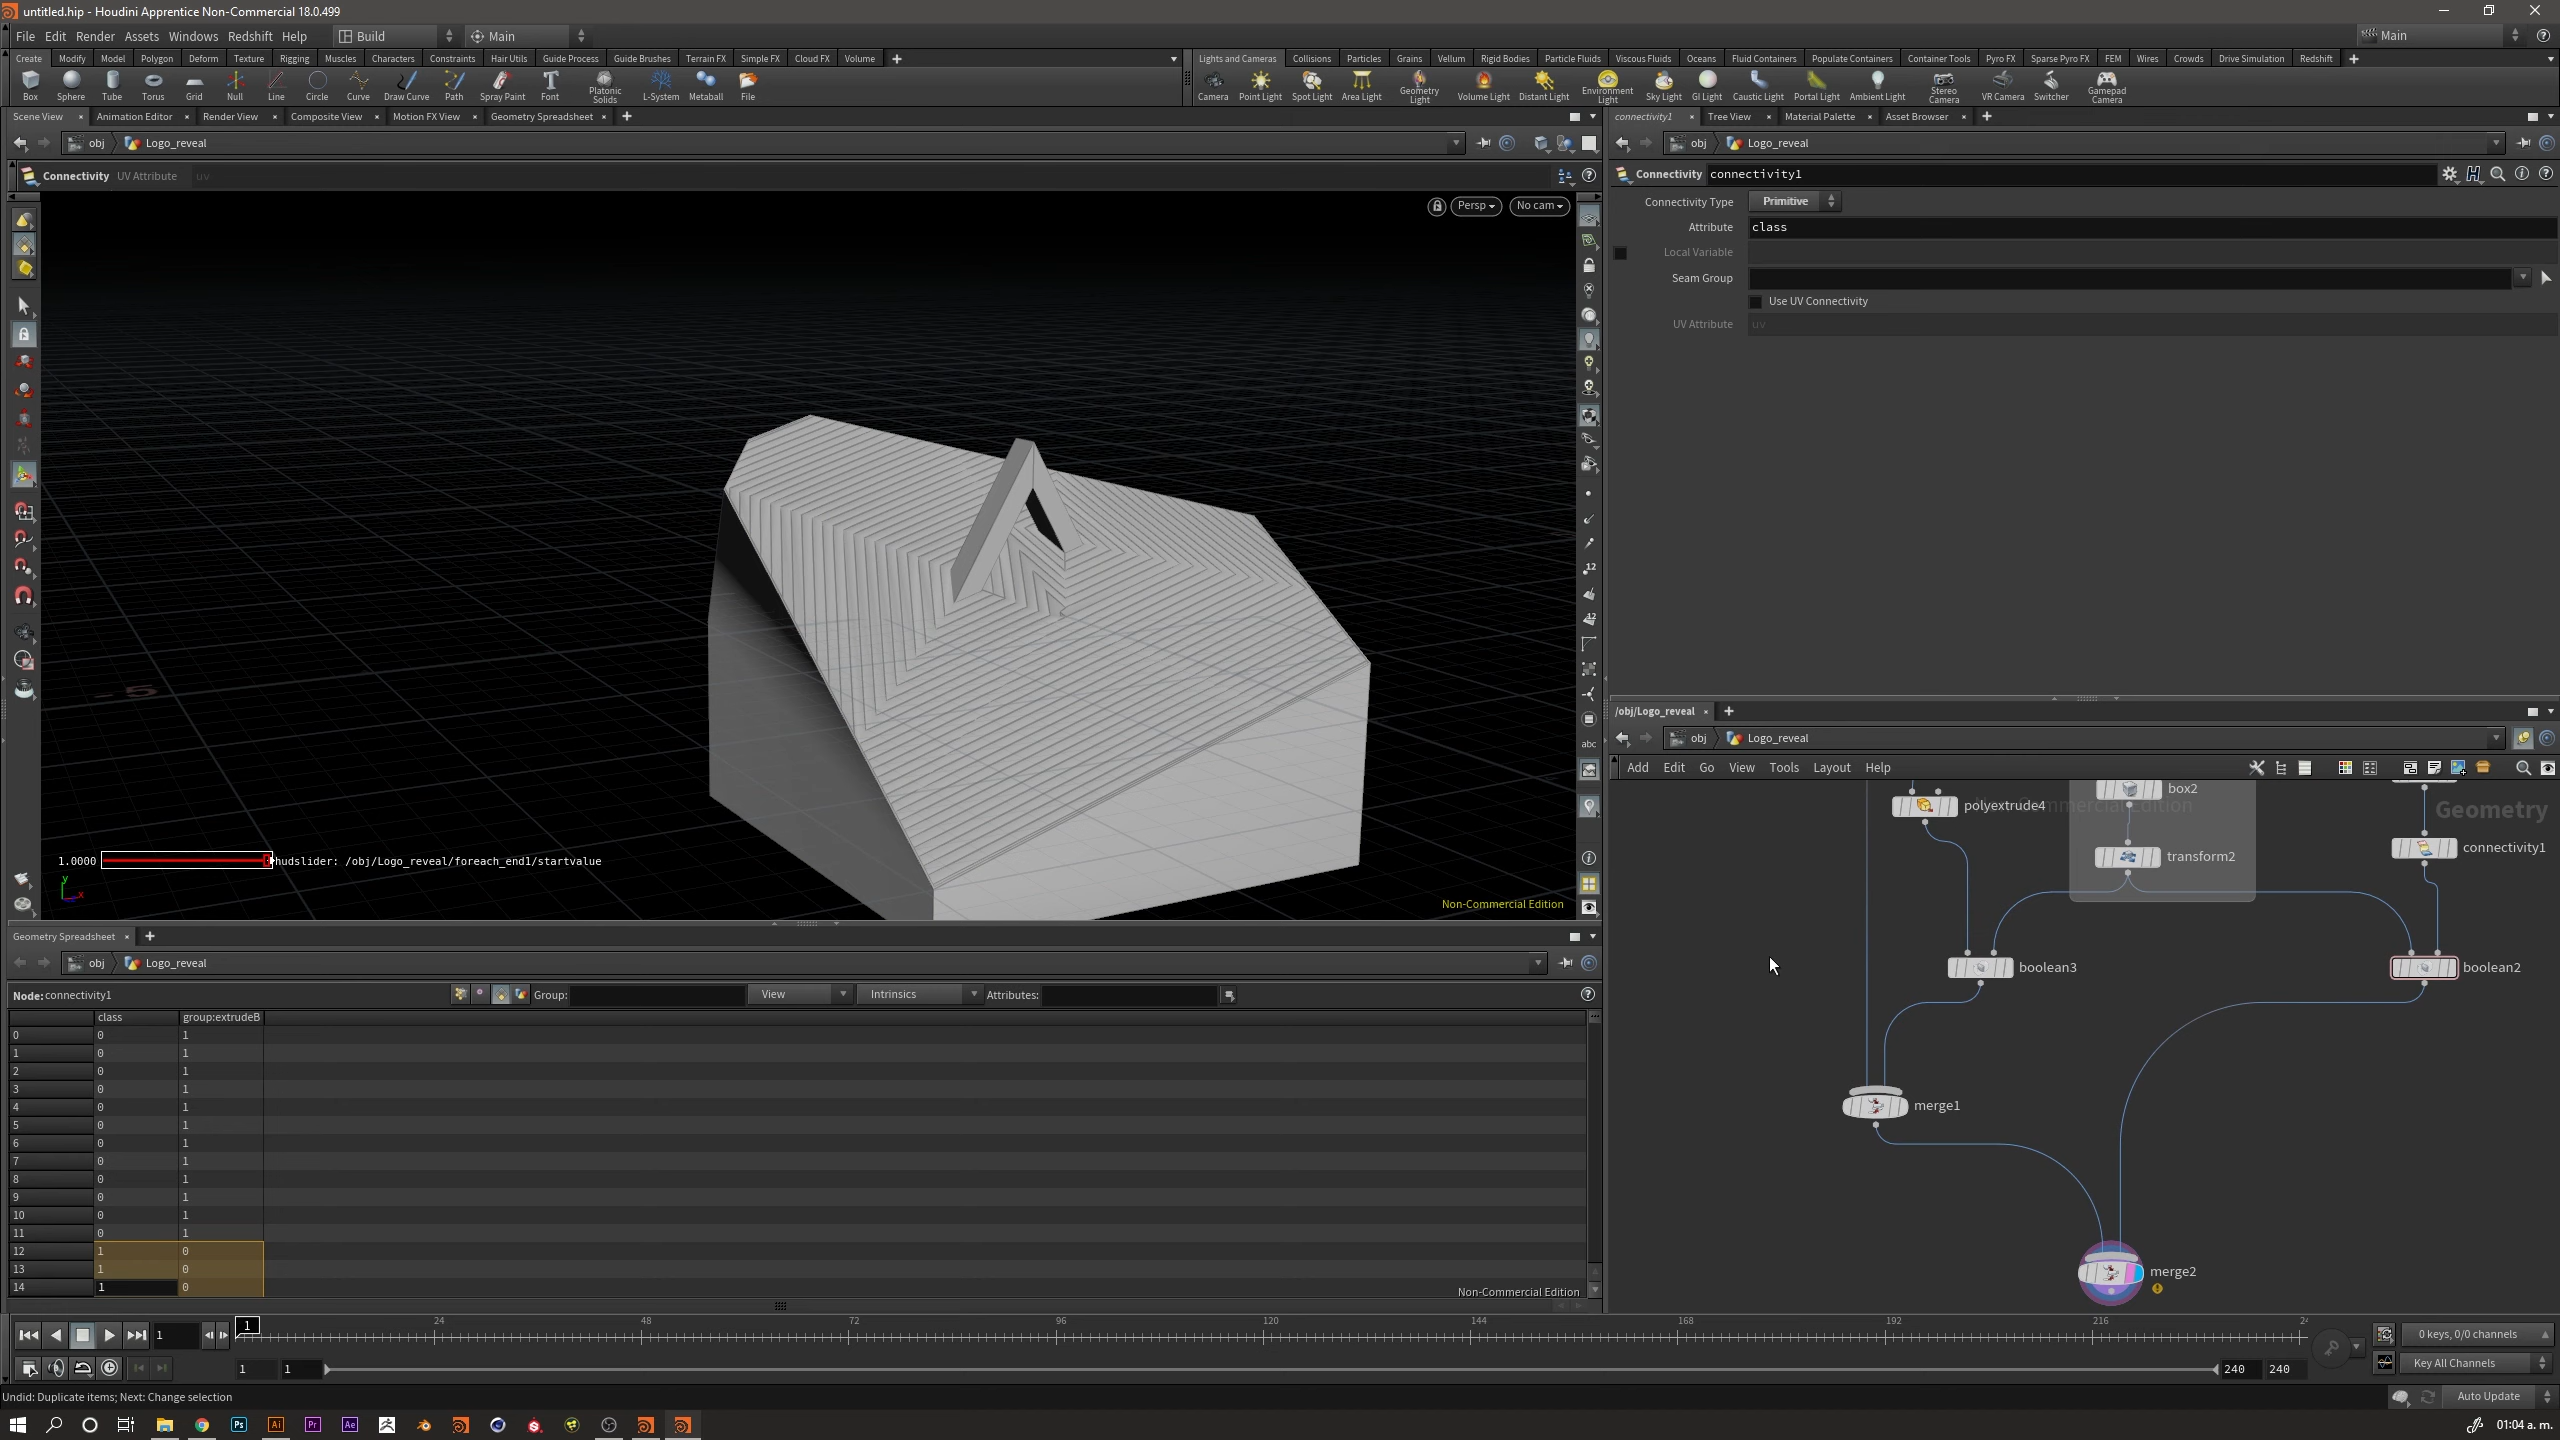 untitled.hip - Houdini Apprentice Non-Commercial 18.0.499
File Edit Render Assets Windows Redshift Help Build Main Main
Create Modify Model Polygon Deform Texture Rigging Muscles Characters Constraints Hair Utils Guide Process Guide Brushes Terrain FX Simple FX Cloud FX Volume
Lights and Cameras Collisions Particles Grains Vellum Rigid Bodies Particle Fluids Viscous Fluids Oceans Fluid Containers Populate Containers Container Tools Pyro FX Sparse Pyro FX FEM Wires Crowds Drive Simulation Redshift
Box Sphere Tube Torus Grid Null Line Circle Curve Draw Curve Path Spray Paint Font Platonic Solids L-System Metaball File
Camera Point Light Spot Light Area Light Geometry Light Volume Light Distant Light Environment Light Sky Light GI Light Caustic Light Portal Light Ambient Light Stereo Camera VR Camera Switcher Gamepad Camera
Scene View Animation Editor Render View Composite View Motion FX View Geometry Spreadsheet
obj Logo_reveal
Connectivity UV Attribute uv
Persp No cam
-5
1.0000 hudslider: /obj/Logo_reveal/foreach_end1/startvalue
y
x
Non-Commercial Edition
12
12
abc
connectivity1 Tree View Material Palette Asset Browser
obj Logo_reveal
Connectivity connectivity1
Connectivity Type Primitive
Attribute class
Local Variable
Seam Group
Use UV Connectivity
UV Attribute uv
/obj/Logo_reveal
obj Logo_reveal
Add Edit Go View Tools Layout Help
Geometry
box2
polyextrude4
connectivity1
transform2
boolean3
boolean2
merge1
merge2
Geometry Spreadsheet
obj Logo_reveal
Node: connectivity1 Group: View Intrinsics Attributes:
class group:extrudeB
0 0 1
1 0 1
2 0 1
3 0 1
4 0 1
5 0 1
6 0 1
7 0 1
8 0 1
9 0 1
10 0 1
11 0 1
12 1 0
13 1 0
14 1 0
Non-Commercial Edition
1 1 24 48 72 96 120 144 168 192 216
0 keys, 0/0 channels
1 1 240 240 Key All Channels
Undid: Duplicate items; Next: Change selection
Auto Update
Ps Ai Pr Ae
01:04 a. m.